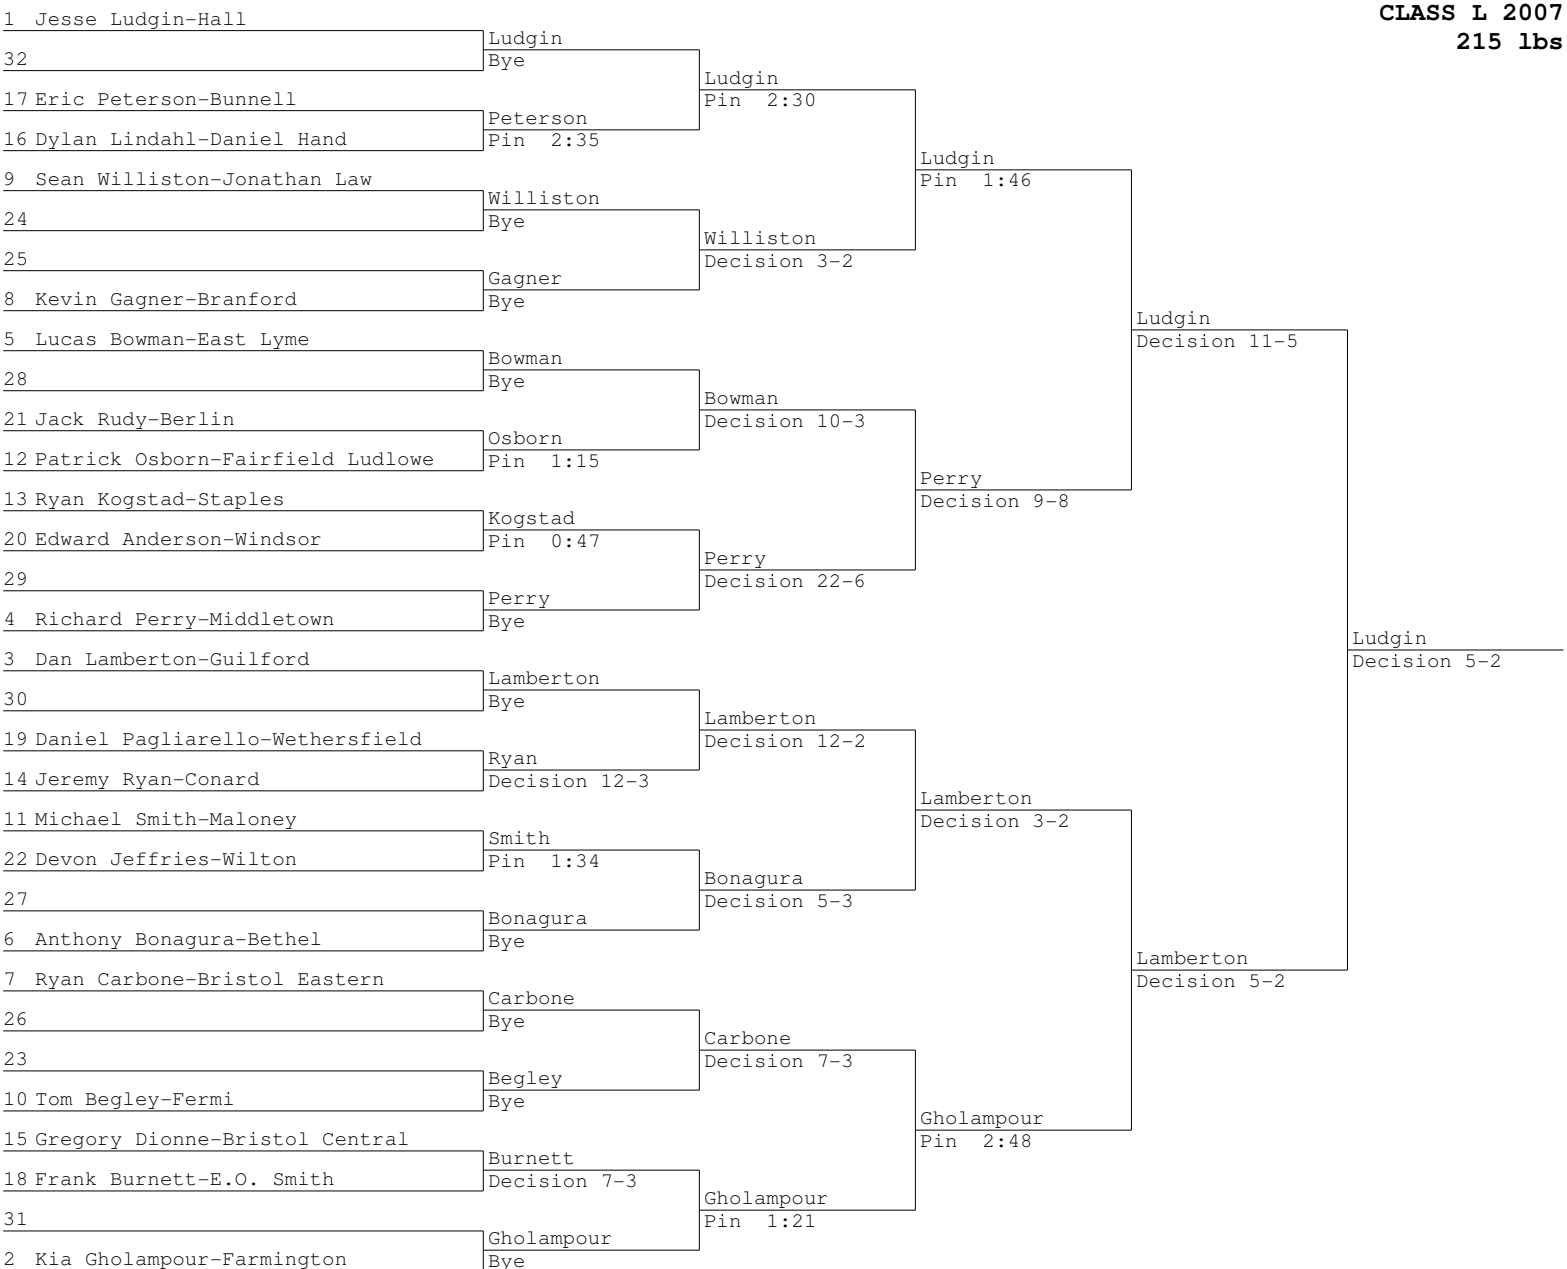 CLASS L 2007
215 lbs
1 Jesse Ludgin-Hall
32
17 Eric Peterson-Bunnell
16 Dylan Lindahl-Daniel Hand
9 Sean Williston-Jonathan Law
24
25
8 Kevin Gagner-Branford
5 Lucas Bowman-East Lyme
28
21 Jack Rudy-Berlin
12 Patrick Osborn-Fairfield Ludlowe
13 Ryan Kogstad-Staples
20 Edward Anderson-Windsor
29
4 Richard Perry-Middletown
3 Dan Lamberton-Guilford
30
19 Daniel Pagliarello-Wethersfield
14 Jeremy Ryan-Conard
11 Michael Smith-Maloney
22 Devon Jeffries-Wilton
27
6 Anthony Bonagura-Bethel
7 Ryan Carbone-Bristol Eastern
26
23
10 Tom Begley-Fermi
15 Gregory Dionne-Bristol Central
18 Frank Burnett-E.O. Smith
31
2 Kia Gholampour-Farmington
Ludgin
Bye
Peterson
Pin 2:35
Williston
Bye
Gagner
Bye
Bowman
Bye
Osborn
Pin 1:15
Kogstad
Pin 0:47
Perry
Bye
Lamberton
Bye
Ryan
Decision 12-3
Smith
Pin 1:34
Bonagura
Bye
Carbone
Bye
Begley
Bye
Burnett
Decision 7-3
Gholampour
Bye
Ludgin
Pin 2:30
Williston
Decision 3-2
Bowman
Decision 10-3
Perry
Decision 22-6
Lamberton
Decision 12-2
Bonagura
Decision 5-3
Carbone
Decision 7-3
Gholampour
Pin 1:21
Ludgin
Pin 1:46
Perry
Decision 9-8
Lamberton
Decision 3-2
Gholampour
Pin 2:48
Ludgin
Decision 11-5
Lamberton
Decision 5-2
Ludgin
Decision 5-2